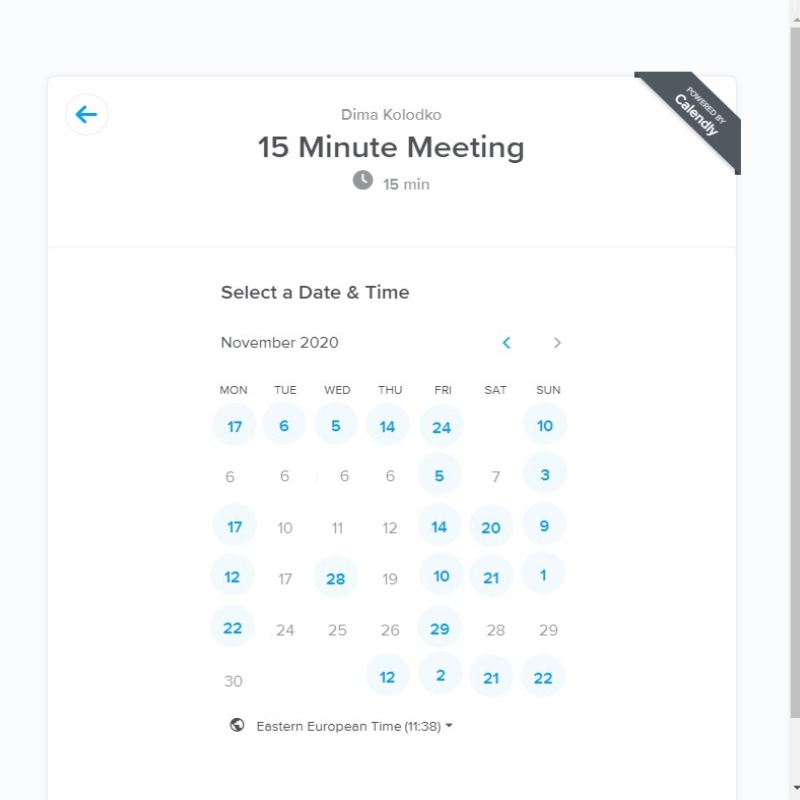 Dima Kolodko
POWERED BY
Calendly
15 Minute Meeting
15 min
Select a Date & Time
November 2020
MON TUE WED THU FRI SAT SUN
17 6 5 14 24 10
6 6 6 6 5 7 3
17 10 11 12 14 20 9
12 17 28 19 10 21 1
22 24 25 26 29 28 29
30 12 2 21 22
Eastern European Time (11:38)